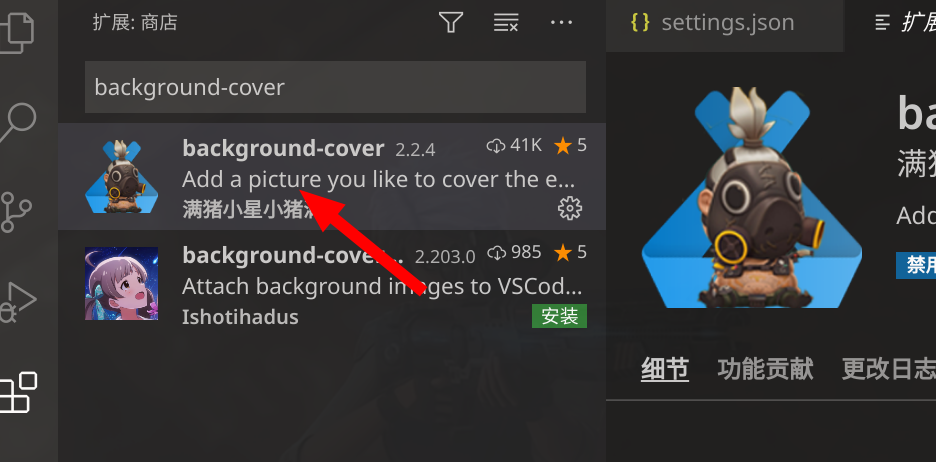 扩展: 商店
background-cover
background-cover 2.2.4 41K 5
Add a picture you like to cover the e...
满猪小星小猪
background-cove... 2.203.0 985 5
Attach background images to VSCod...
Ishotihadus 安装
{} settings.json
扩展
ba
满猪
Add
禁用
细节 功能贡献 更改日志